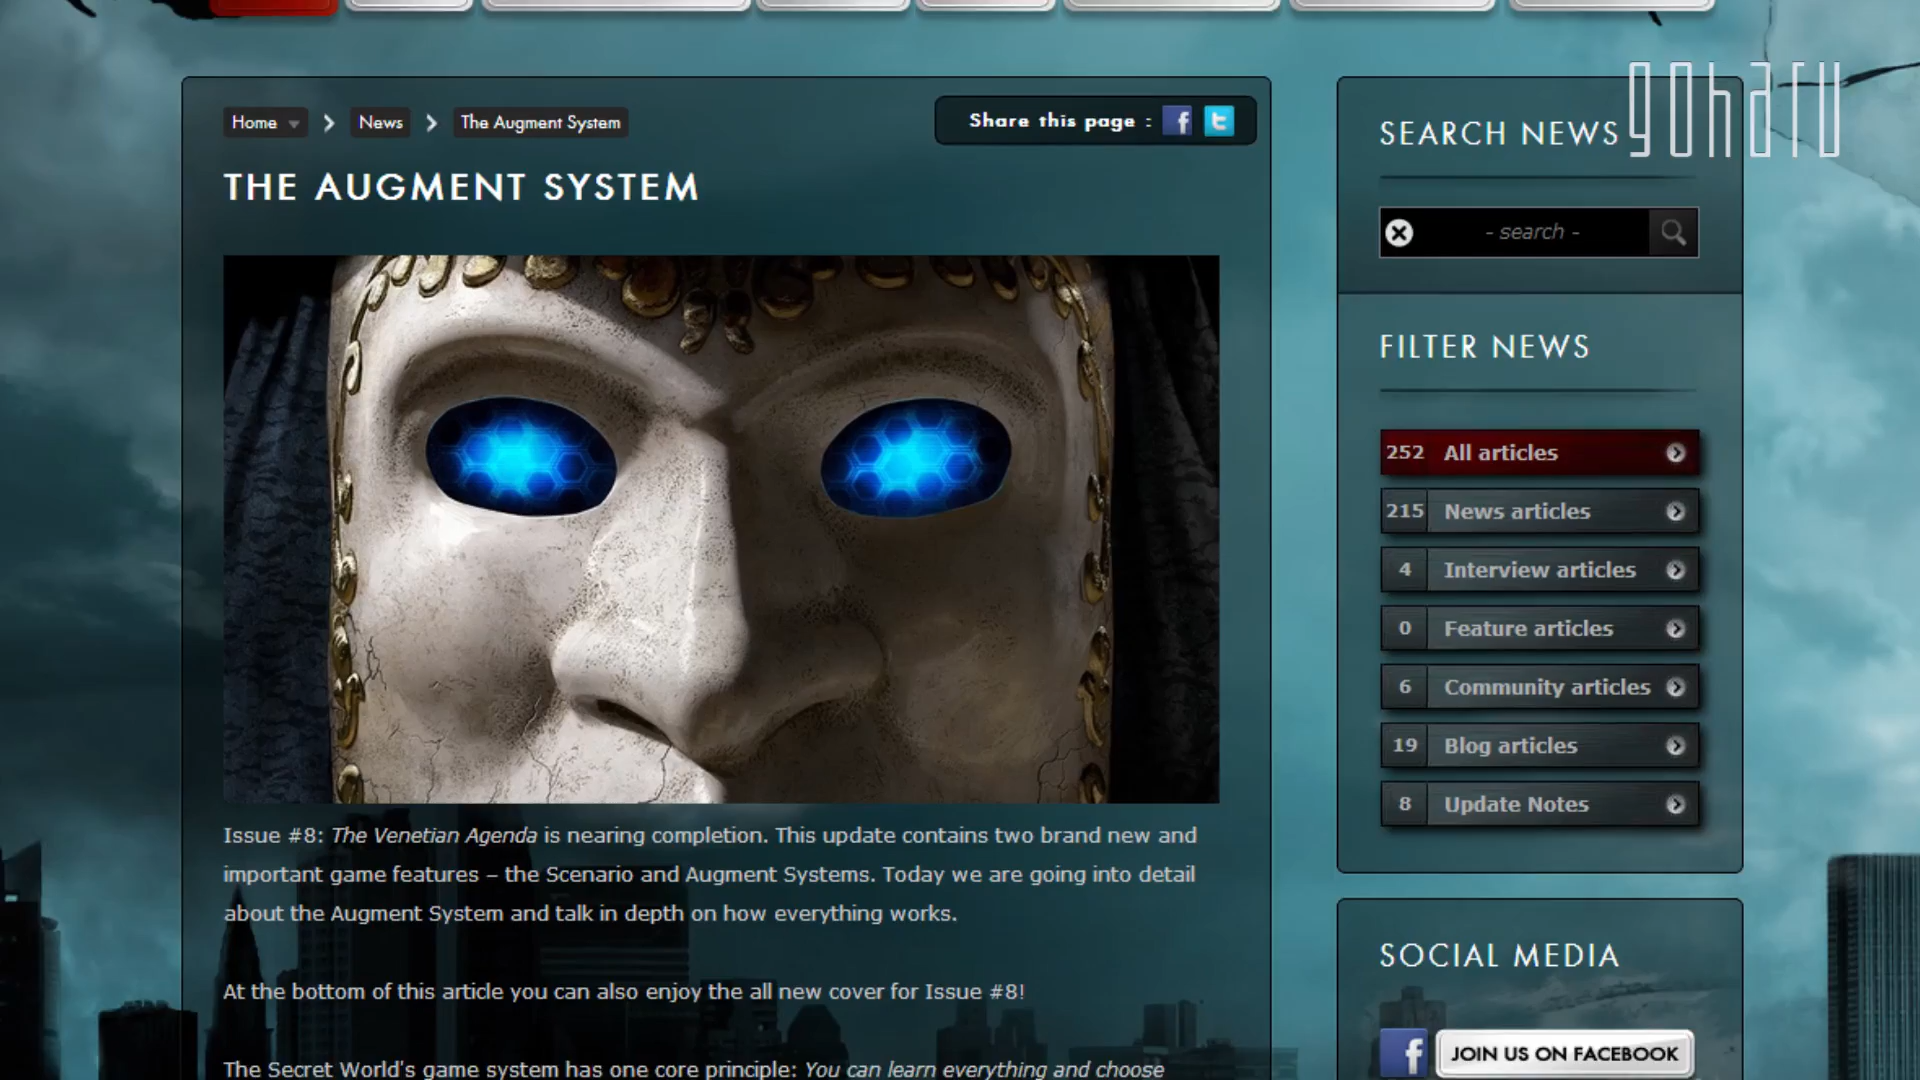 Home
News
The Augment System
Share this page :
THE AUGMENT SYSTEM
Issue #8: The Venetian Agenda is nearing completion. This update contains two brand new and
important game features – the Scenario and Augment Systems. Today we are going into detail
about the Augment System and talk in depth on how everything works.
At the bottom of this article you can also enjoy the all new cover for Issue #8!
The Secret World's game system has one core principle: You can learn everything and choose
goharu
SEARCH NEWS
- search -
FILTER NEWS
252 All articles
215 News articles
4 Interview articles
0 Feature articles
6 Community articles
19 Blog articles
8 Update Notes
SOCIAL MEDIA
JOIN US ON FACEBOOK